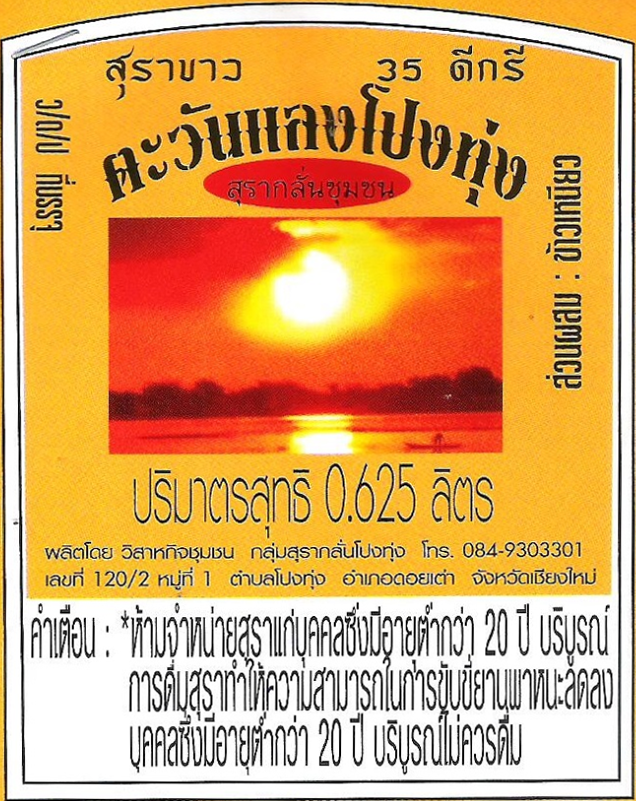 สุราขาว 35 ดีกรี
ว/ด/ป ที่บรรจุ
ตะวันแลงโปงทุ่ง
สุรากลั่นชุมชน
ส่วนผสม : ข้าวเหนียว
ปริมาตรสุทธิ 0.625 ลิตร
ผลิตโดย วิสาหกิจชุมชน กลุ่มสุรากลั่นโปงทุ่ง โทร. 084-9303301
เลขที่ 120/2 หมู่ที่ 1 ตำบลโปงทุ่ง อำเภอดอยเต่า จังหวัดเชียงใหม่
คำเตือน : *ห้ามจำหน่ายสุราแก่บุคคลซึ่งมีอายุต่ำกว่า 20 ปี บริบูรณ์
การดื่มสุราทำให้ความสามารถในการขับขี่ยานพาหนะลดลง
บุคคลซึ่งมีอายุต่ำกว่า 20 ปี บริบูรณ์ไม่ควรดื่ม